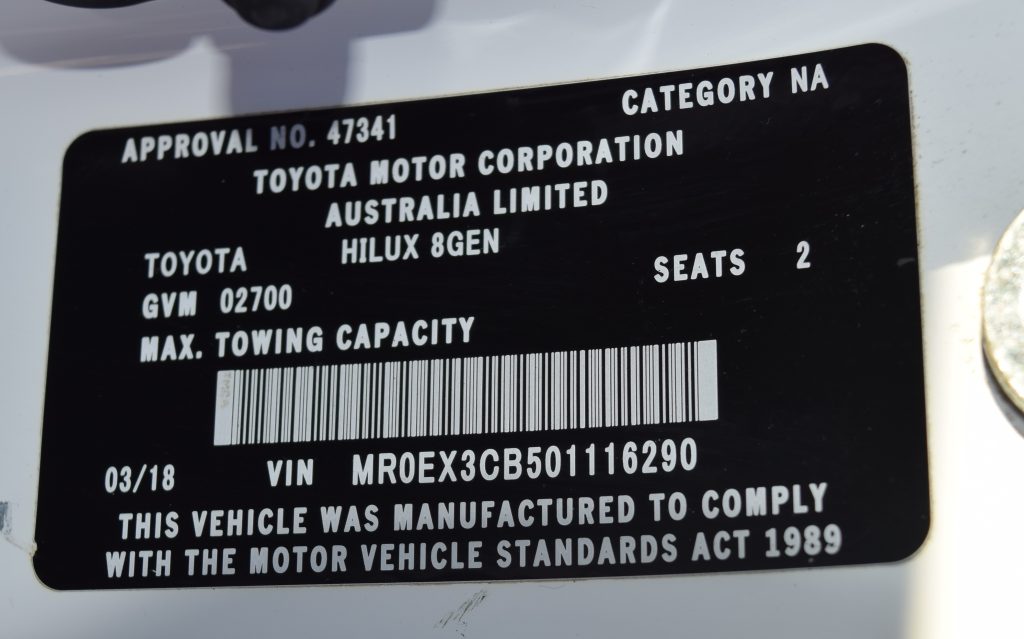 APPROVAL NO. 47341 CATEGORY NA
TOYOTA MOTOR CORPORATION
AUSTRALIA LIMITED
TOYOTA HILUX 8GEN
SEATS 2
GVM 02700
MAX. TOWING CAPACITY
03/18 VIN MR0EX3CB501116290
THIS VEHICLE WAS MANUFACTURED TO COMPLY
WITH THE MOTOR VEHICLE STANDARDS ACT 1989